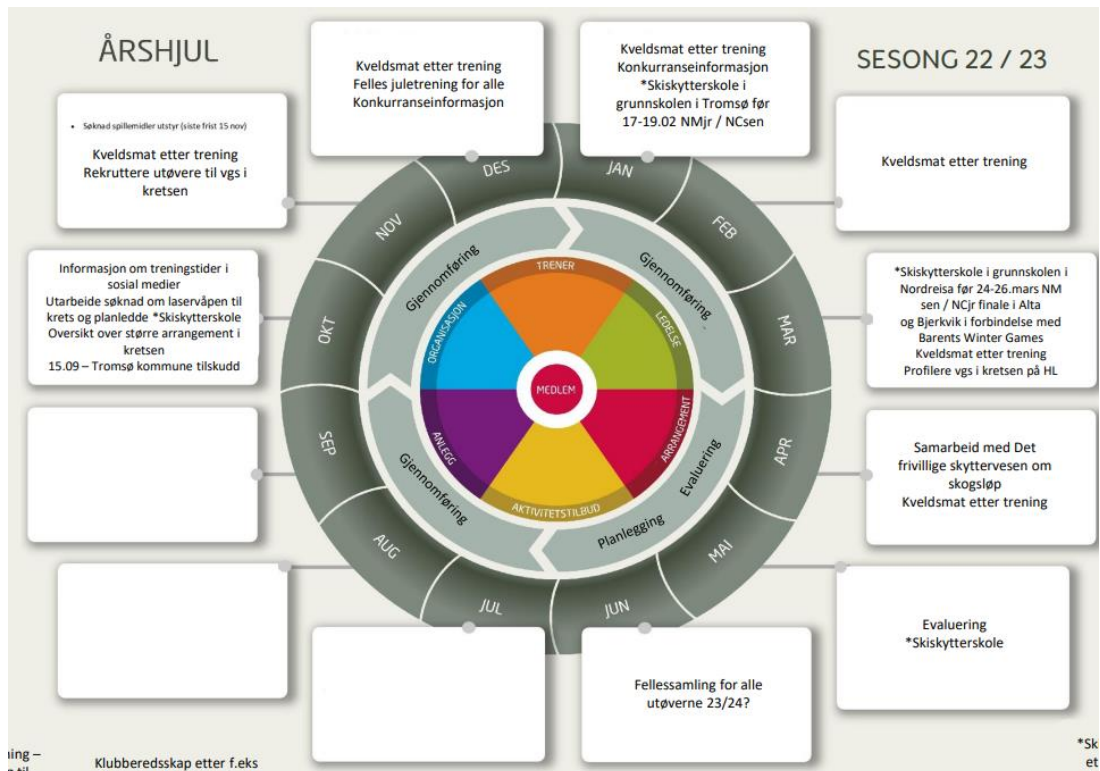 ÅRSHJUL
SESONG 22 / 23
Kveldsmat etter trening
Felles juletrening for alle
Konkurranseinformasjon
Kveldsmat etter trening
Konkurranseinformasjon
*Skiskytterskole i
grunnskolen i Tromsø før
17-19.02 NMjr / NCsen
• Søknad spillemidler utstyr (siste frist 15 nov)
Kveldsmat etter trening
Rekruttere utøvere til vgs i
kretsen
Kveldsmat etter trening
Informasjon om treningstider i
sosial medier
Utarbeide søknad om laservåpen til
krets og planledde *Skiskytterskole
Oversikt over større arrangement i
kretsen
15.09 – Tromsø kommune tilskudd
*Skiskytterskole i grunnskolen i
Nordreisa før 24-26.mars NM
sen / NCjr finale i Alta
og Bjerkvik i forbindelse med
Barents Winter Games
Kveldsmat etter trening
Profilere vgs i kretsen på HL
Samarbeid med Det
frivillige skyttervesen om
skogsløp
Kveldsmat etter trening
Evaluering
*Skiskytterskole
Fellessamling for alle
utøverne 23/24?
DES
JAN
FEB
MAR
APR
MAI
JUN
JUL
AUG
SEP
OKT
NOV
Gjennomføring
Gjennomføring
Evaluering
Planlegging
Gjennomføring
TRENER
LEDELSE
ARRANGEMENT
AKTIVITETSTILBUD
ANLEGG
ORGANISASJON
MEDLEM
ning –
Klubberedsskap etter f.eks
*Sk
et